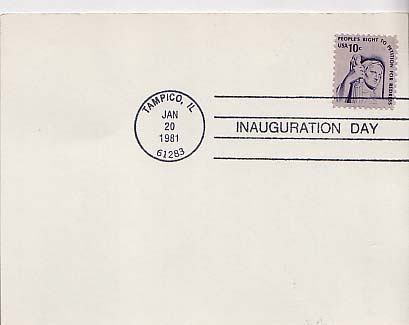 PEOPLE'S RIGHT TO PETITION FOR REDRESS
USA 10c
TAMPICO, IL
JAN
20
1981
61283
INAUGURATION DAY